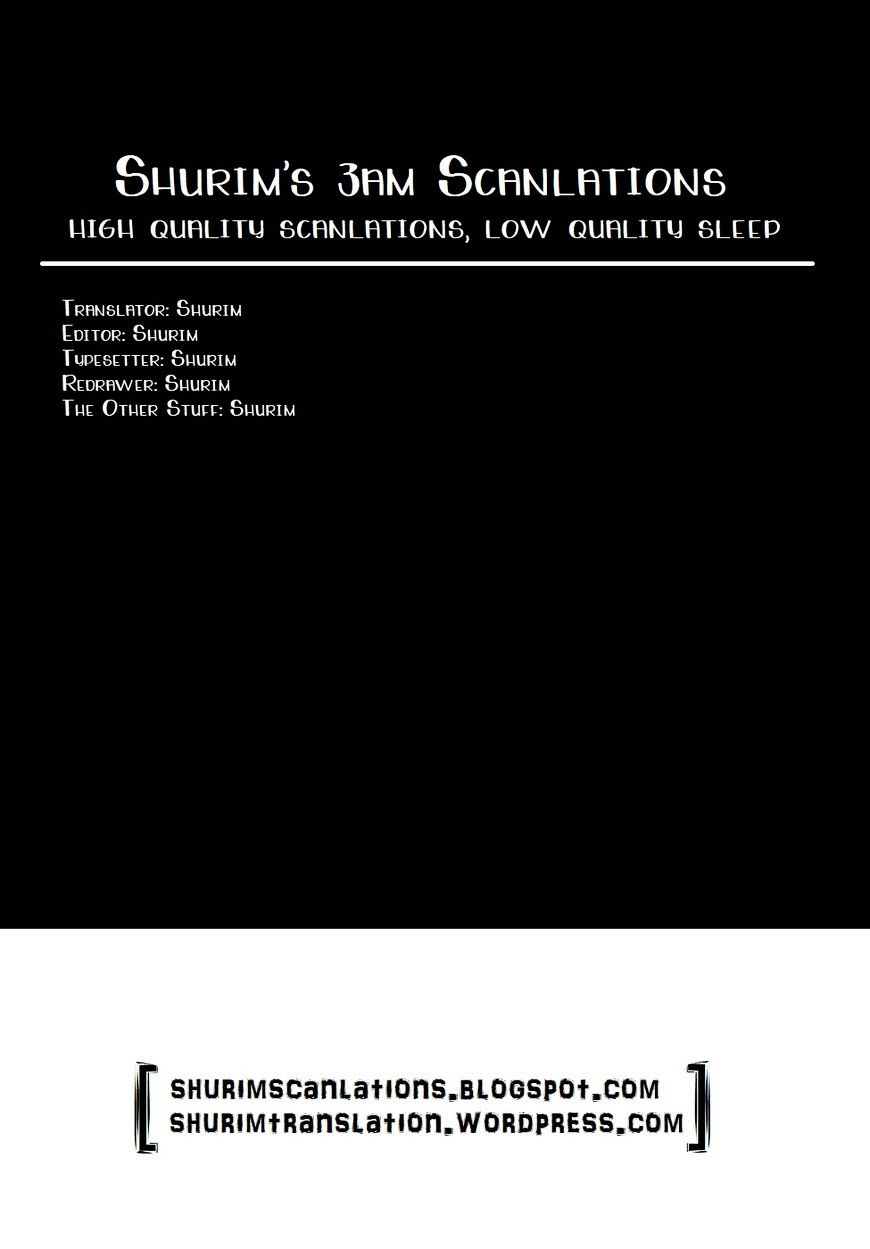 Shurim's 3am Scanlations
high quality scanlations, low quality sleep
Translator: Shurim
Editor: Shurim
Typesetter: Shurim
Redrawer: Shurim
The Other Stuff: Shurim
shurimscanlations.blogspot.com
shurimtranslation.wordpress.com